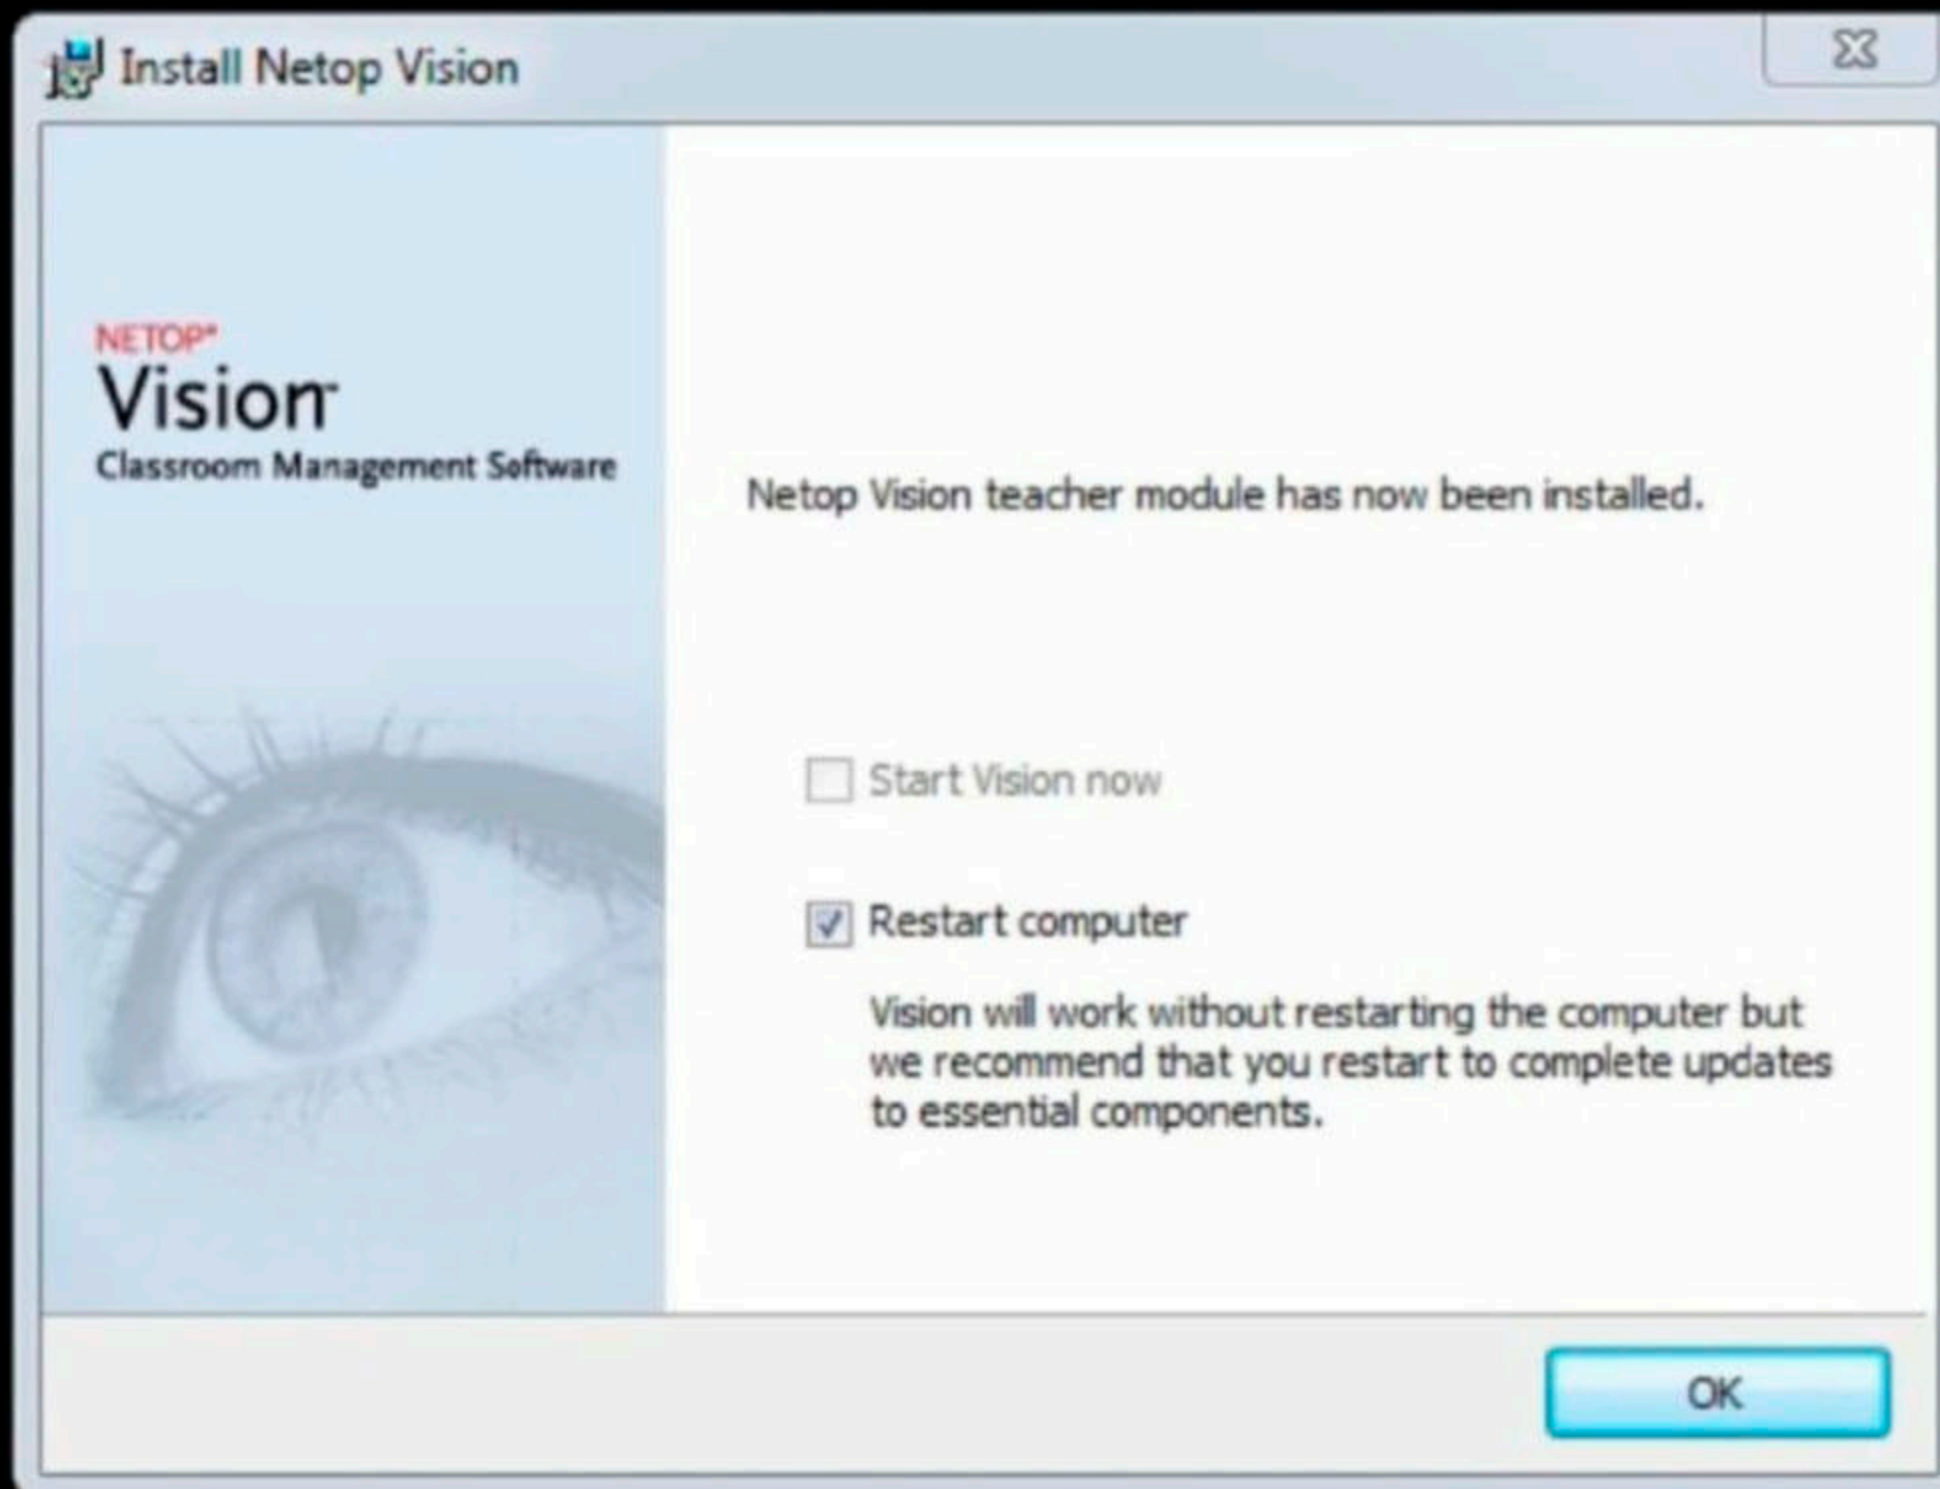 Install Netop Vision
NETOP®
Vision™
Classroom Management Software
Netop Vision teacher module has now been installed.
Start Vision now
Restart computer
Vision will work without restarting the computer but
we recommend that you restart to complete updates
to essential components.
OK